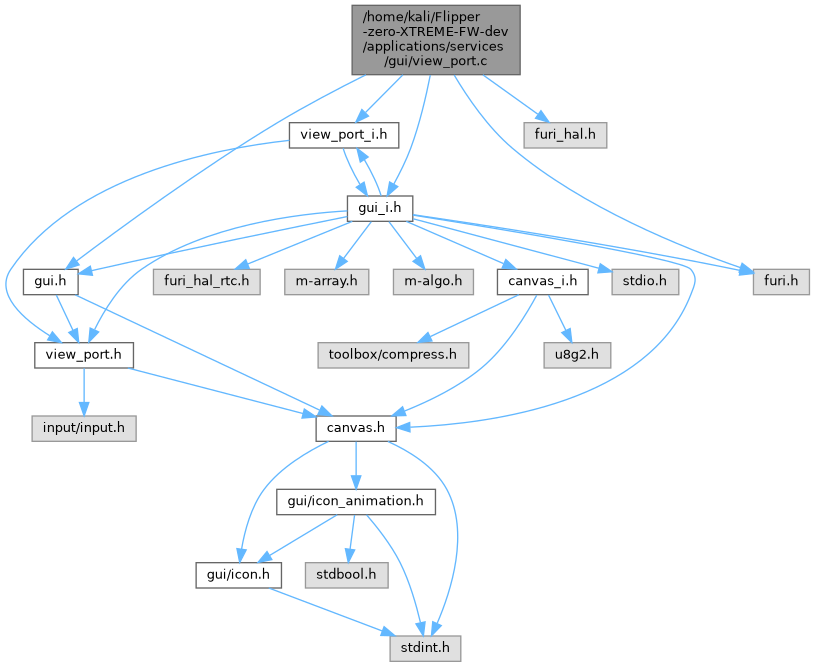 /home/kali/Flipper
-zero-XTREME-FW-dev
/applications/services
/gui/view_port.c
view_port_i.h
furi_hal.h
gui_i.h
gui.h
furi_hal_rtc.h
m-array.h
m-algo.h
canvas_i.h
stdio.h
furi.h
view_port.h
toolbox/compress.h
u8g2.h
input/input.h
canvas.h
gui/icon_animation.h
gui/icon.h
stdbool.h
stdint.h